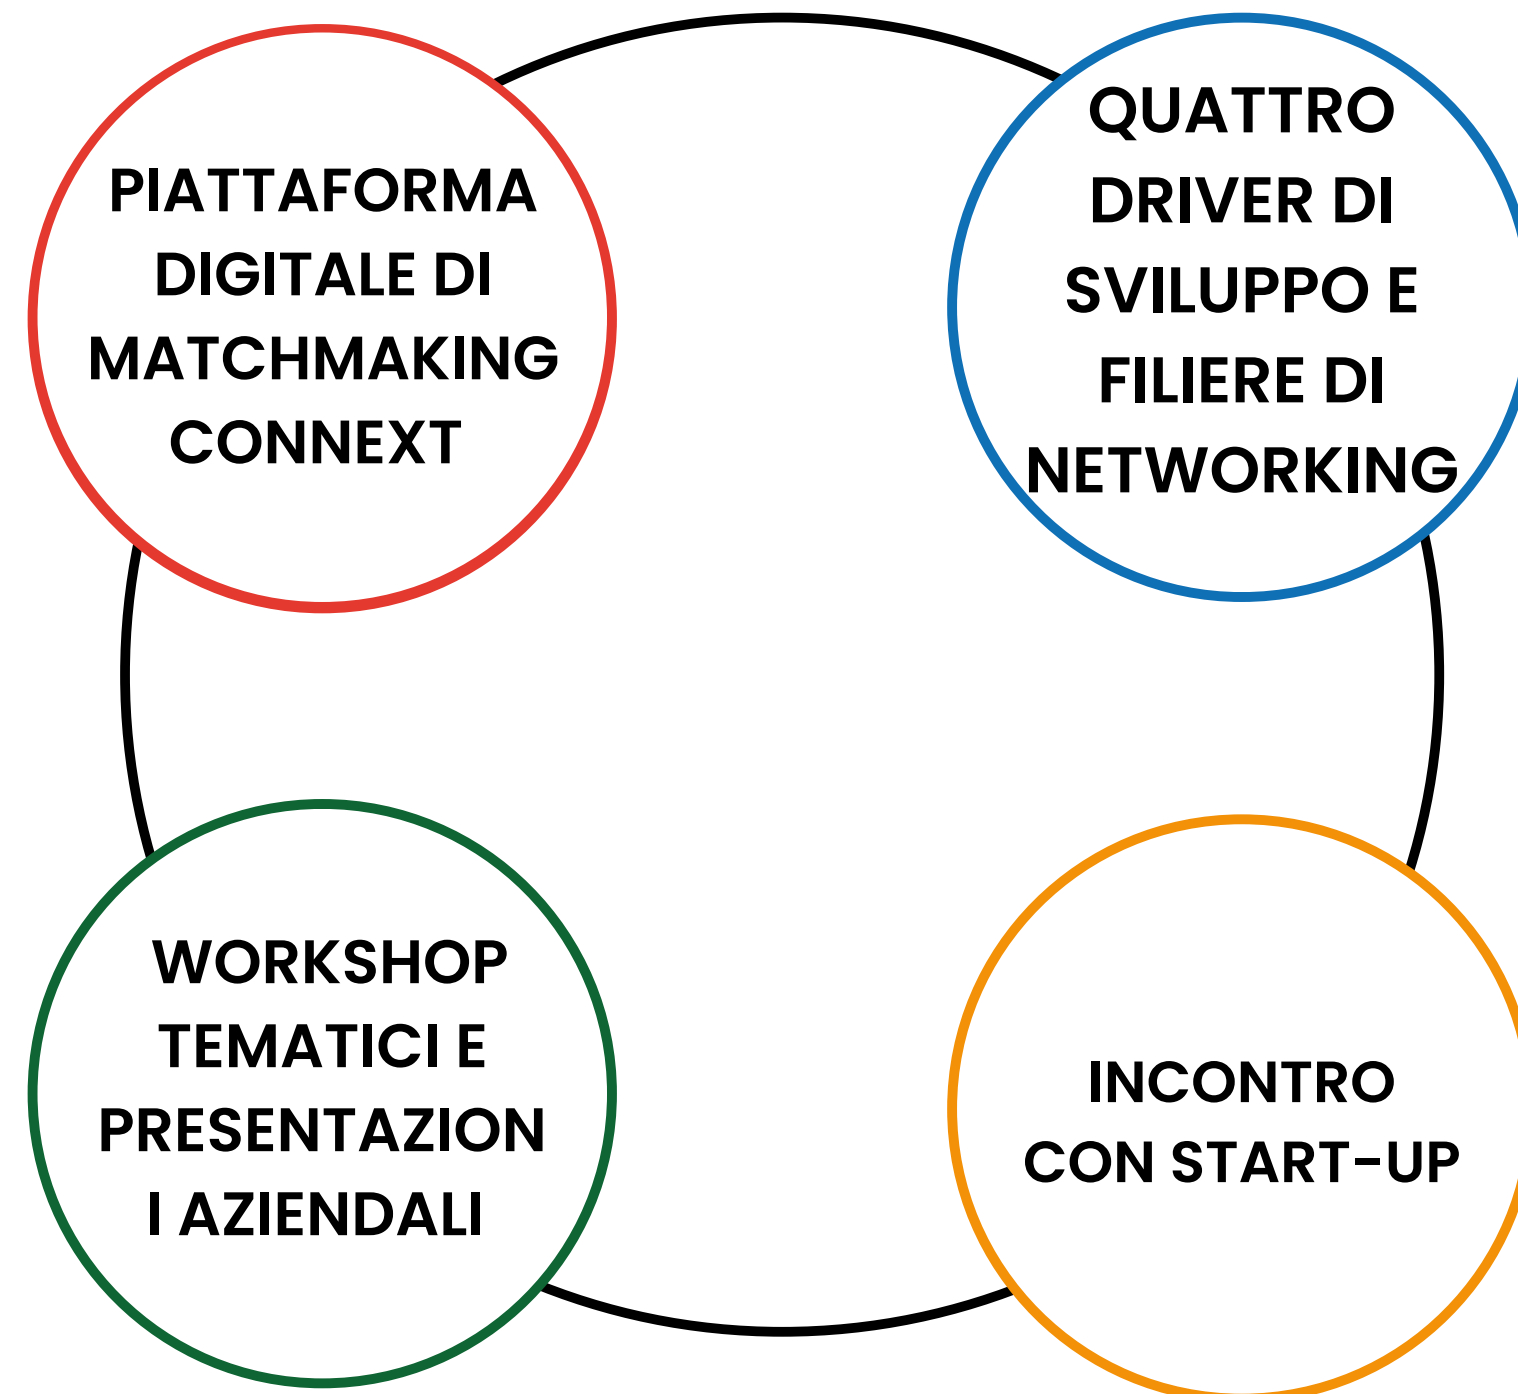 PIATTAFORMA
DIGITALE DI
MATCHMAKING
CONNEXT
QUATTRO
DRIVER DI
SVILUPPO E
FILIERE DI
NETWORKING
WORKSHOP
TEMATICI E
PRESENTAZION
I AZIENDALI
INCONTRO
CON START-UP